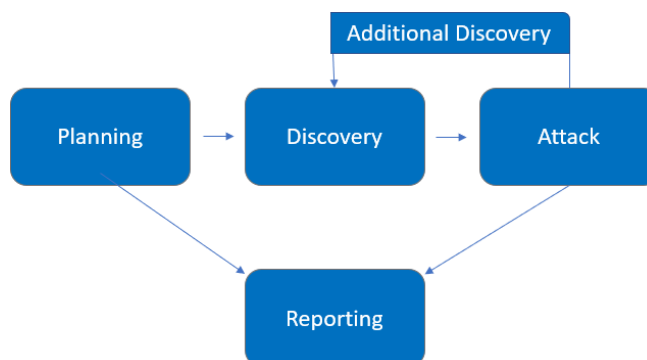 Additional Discovery
Planning
Discovery
Attack
Reporting